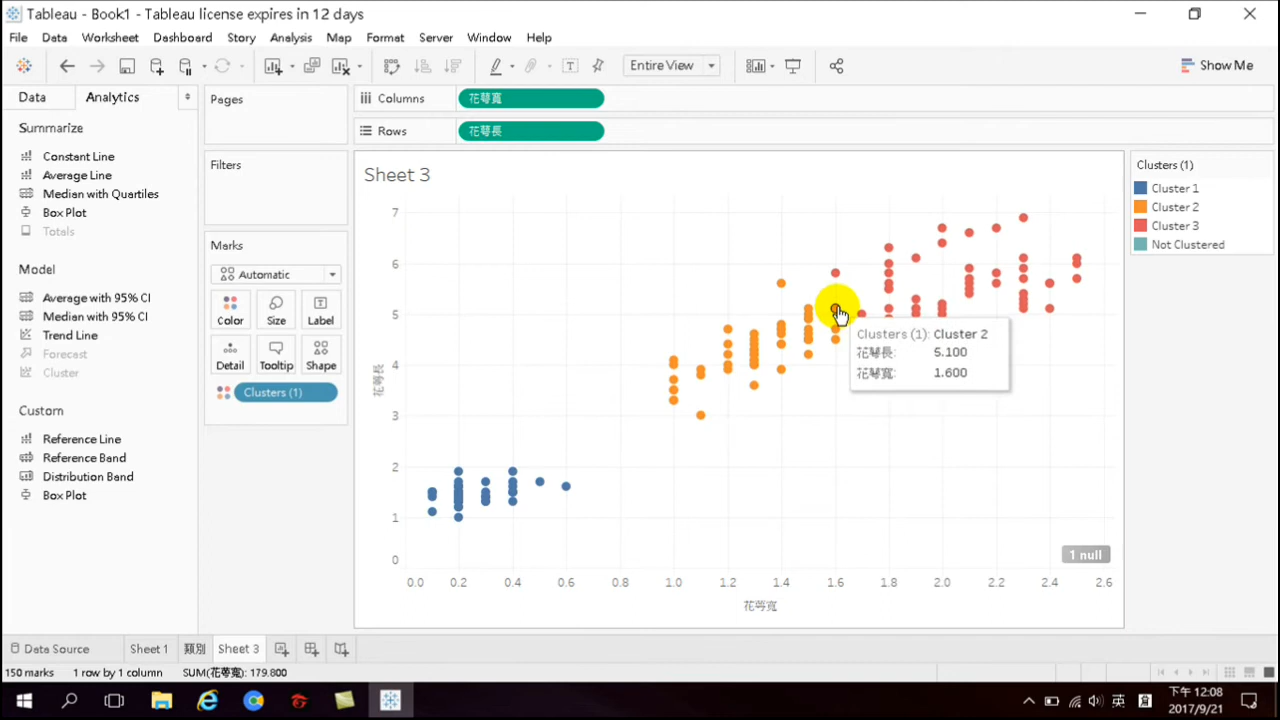 Tableau - Book1 - Tableau license expires in 12 days
File Data Worksheet Dashboard Story Analysis Map Format Server Window Help
Entire View
Show Me
Data Analytics
Summarize
Constant Line
Average Line
Median with Quartiles
Box Plot
Totals
Model
Average with 95% CI
Median with 95% CI
Trend Line
Forecast
Cluster
Custom
Reference Line
Reference Band
Distribution Band
Box Plot
Pages
Filters
Marks
Automatic
Color Size Label
Detail Tooltip Shape
Clusters (1)
Columns 花萼寬
Rows 花萼長
Sheet 3
7
6
5
4
3
2
1
0
花萼長
0.0 0.2 0.4 0.6 0.8 1.0 1.2 1.4 1.6 1.8 2.0 2.2 2.4 2.6
花萼寬
Clusters (1): Cluster 2
花萼長: 5.100
花萼寬: 1.600
1 null
Clusters (1)
Cluster 1
Cluster 2
Cluster 3
Not Clustered
Data Source Sheet 1 類別 Sheet 3
150 marks 1 row by 1 column SUM(花萼寬): 179.800
英
下午 12:08
2017/9/21